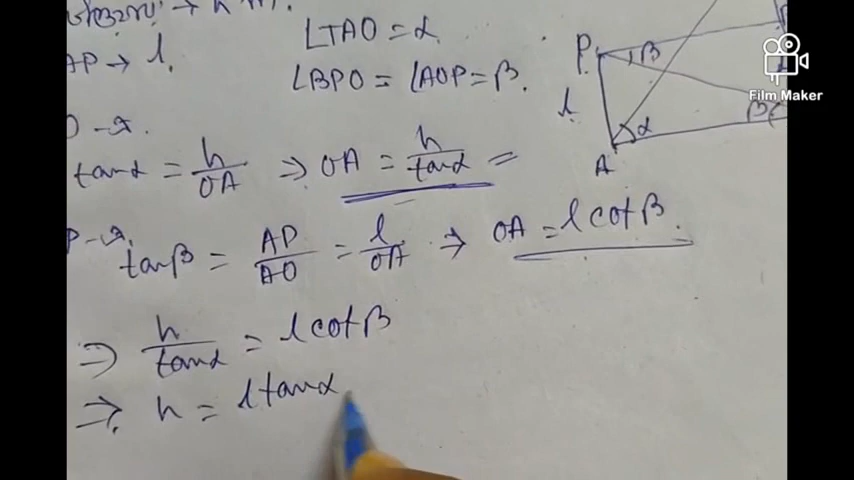 → h
∠TAO = α
AP → l.
∠BPO = ∠AOP = β.
tanα = h/OA ⇒ OA = h/tanα =
tanβ = AP/AO = l/OA ⇒ OA = l cotβ.
⇒ h/tanα = l cotβ
⇒ h = l tanα
P
β
l
α
A
β
Film Maker